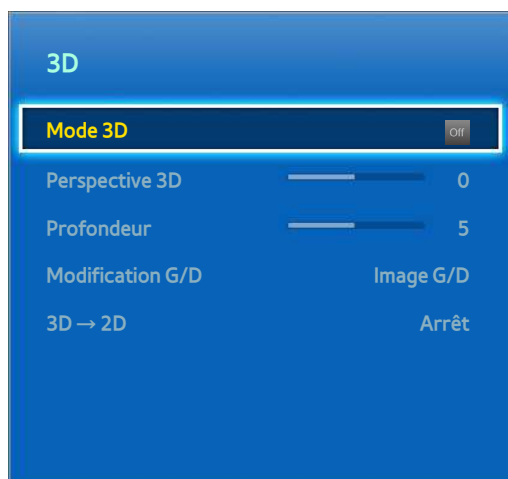 3D
Mode 3D Off
Perspective 3D 0
Profondeur 5
Modification G/D Image G/D
3D → 2D Arrêt